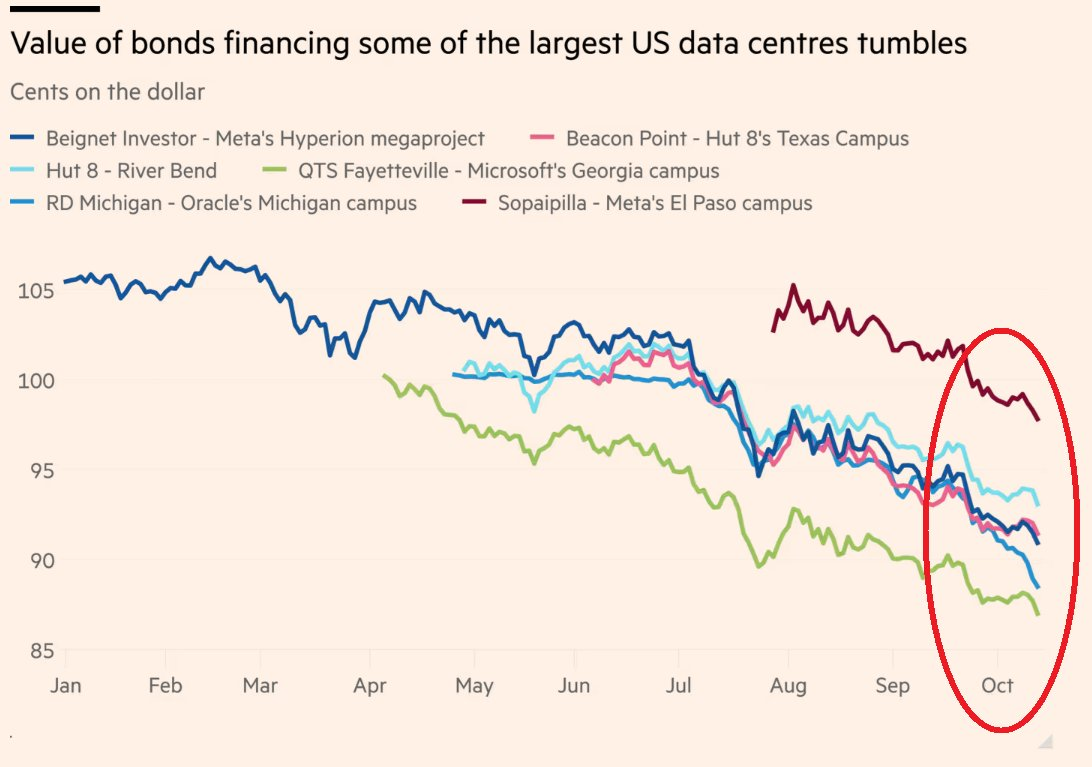 Value of bonds financing some of the largest US data centres tumbles
Cents on the dollar
Beignet Investor - Meta's Hyperion megaproject Beacon Point - Hut 8's Texas Campus
Hut 8 - River Bend QTS Fayetteville - Microsoft's Georgia campus
RD Michigan - Oracle's Michigan campus Sopaipilla - Meta's El Paso campus
105
100
95
90
85
Jan Feb Mar Apr May Jun Jul Aug Sep Oct